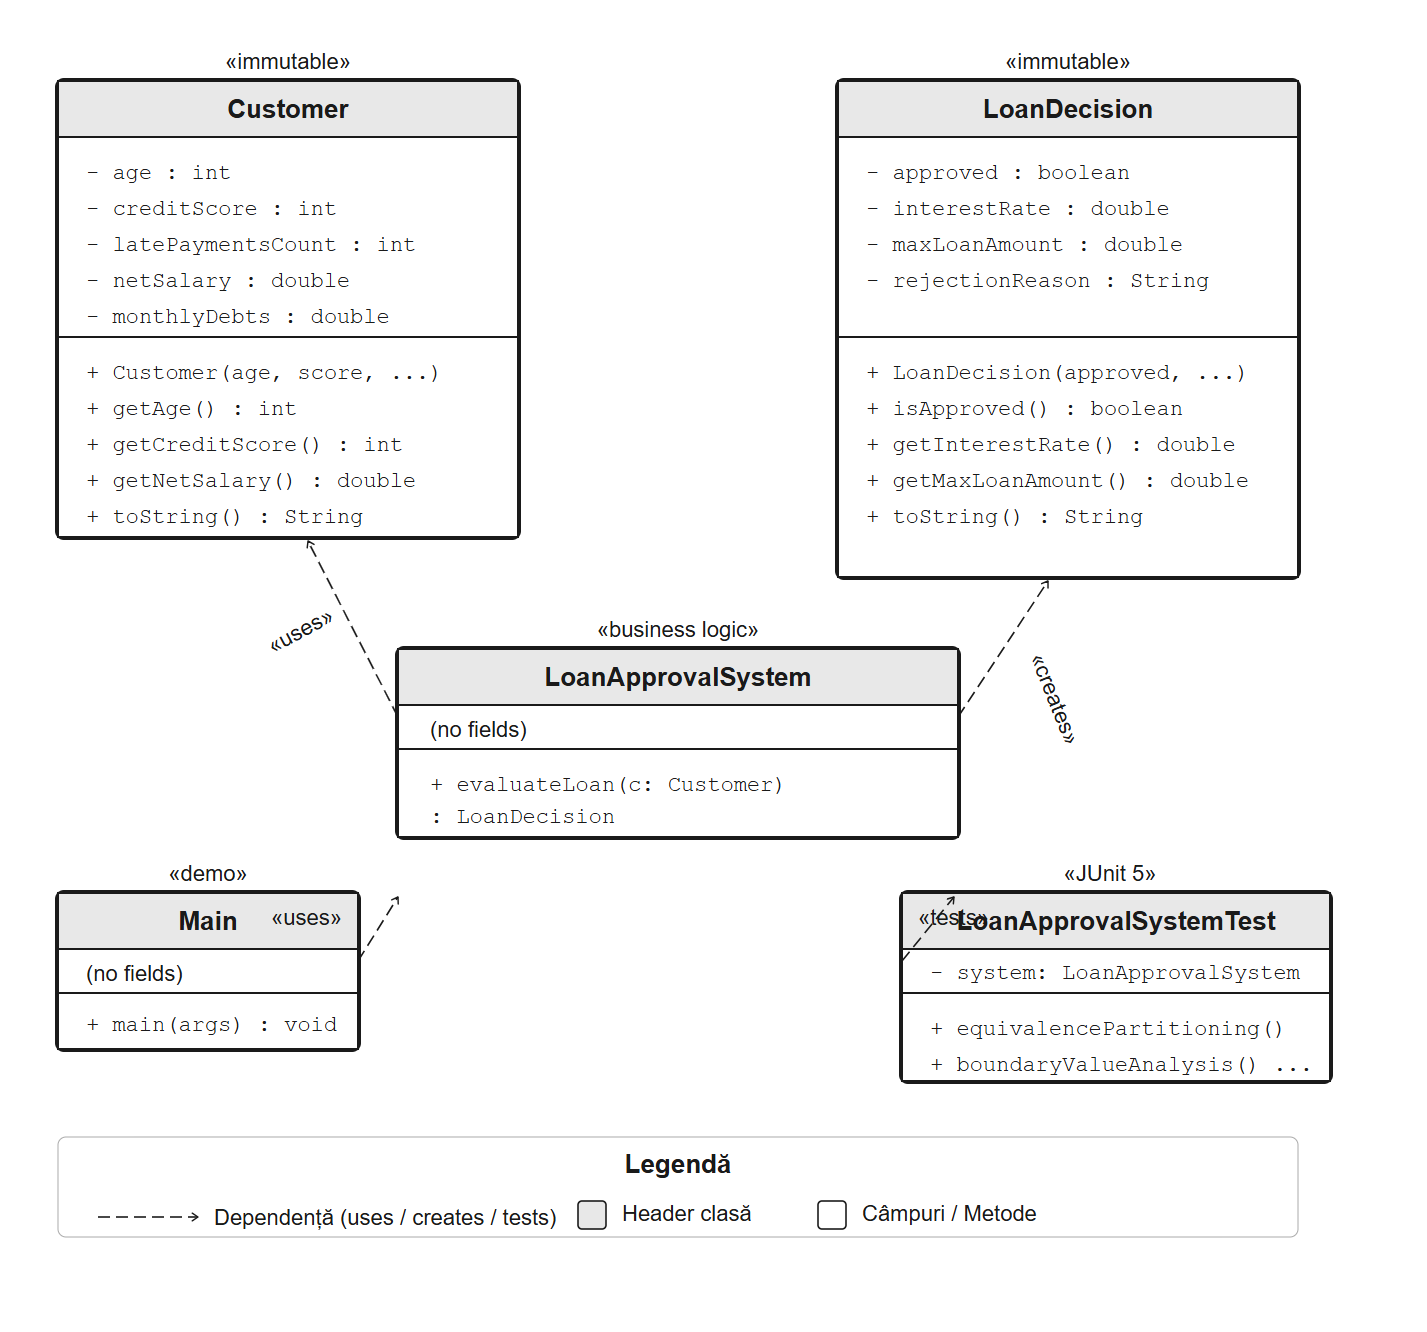 «immutable»
Customer
- age : int
- creditScore : int
- latePaymentsCount : int
- netSalary : double
- monthlyDebts : double
+ Customer(age, score, ...)
+ getAge() : int
+ getCreditScore() : int
+ getNetSalary() : double
+ toString() : String
«immutable»
LoanDecision
- approved : boolean
- interestRate : double
- maxLoanAmount : double
- rejectionReason : String
+ LoanDecision(approved, ...)
+ isApproved() : boolean
+ getInterestRate() : double
+ getMaxLoanAmount() : double
+ toString() : String
«uses»
«creates»
«business logic»
LoanApprovalSystem
(no fields)
+ evaluateLoan(c: Customer)
: LoanDecision
«demo»
Main
«uses»
(no fields)
+ main(args) : void
«JUnit 5»
«tests»
LoanApprovalSystemTest
- system: LoanApprovalSystem
+ equivalencePartitioning()
+ boundaryValueAnalysis() ...
Legendă
Dependență (uses / creates / tests)
Header clasă
Câmpuri / Metode